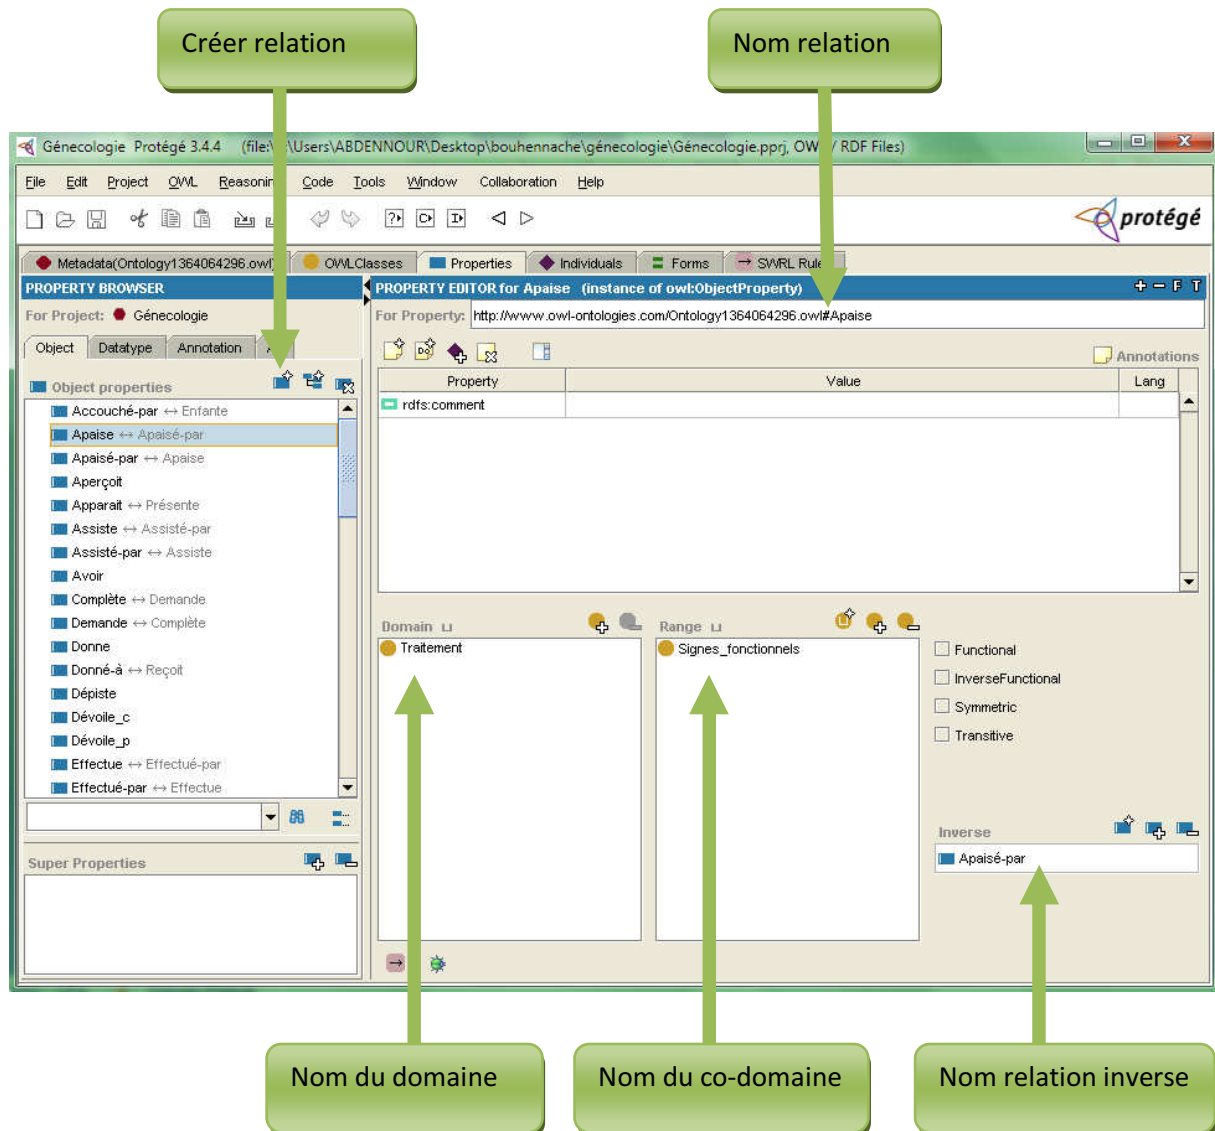 Créer relation
Nom relation
Génecologie Protégé 3.4.4 (file:\ \Users\ABDENNOUR\Desktop\bouhennache\génecologie\Génecologie.pprj, OW / RDF Files)
File Edit Project OWL Reasonin Code Tools Window Collaboration Help
protégé
Metadata(Ontology1364064296.owl) OWLClasses Properties Individuals Forms SWRL Rule
PROPERTY BROWSER
PROPERTY EDITOR for Apaise (instance of owl:ObjectProperty)
For Project: Génecologie
For Property: http://www.owl-ontologies.com/Ontology1364064296.owl#Apaise
Object Datatype Annotation
Annotations
Object properties
Property Value Lang
rdfs:comment
Accouché-par ↔ Enfante
Apaise ↔ Apaisé-par
Apaisé-par ↔ Apaise
Aperçoit
Apparait ↔ Présente
Assiste ↔ Assisté-par
Assisté-par ↔ Assiste
Avoir
Complète ↔ Demande
Demande ↔ Complète
Donne
Donné-à ↔ Reçoit
Dépiste
Dévoile_c
Dévoile_p
Effectue ↔ Effectué-par
Effectué-par ↔ Effectue
Super Properties
Domain ⊔
Traitement
Range ⊔
Signes_fonctionnels
Functional
InverseFunctional
Symmetric
Transitive
Inverse
Apaisé-par
Nom du domaine
Nom du co-domaine
Nom relation inverse